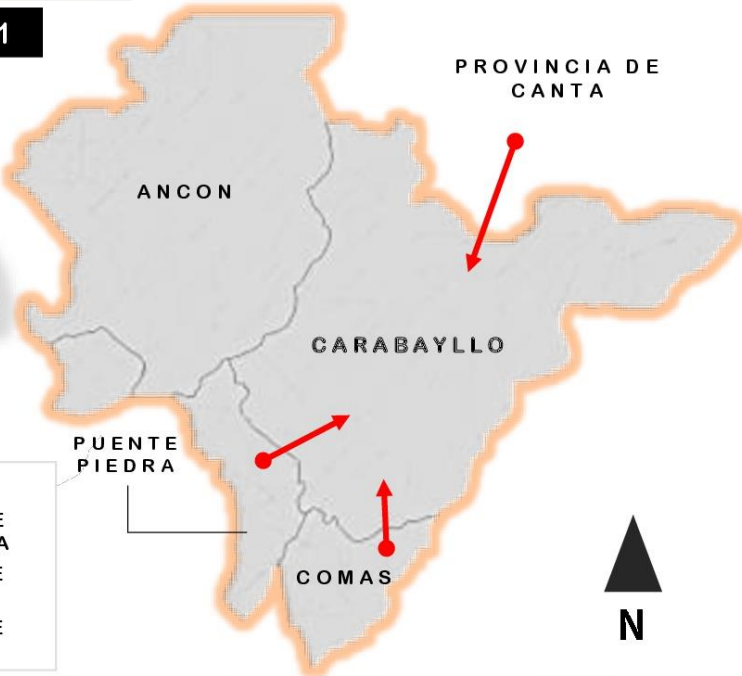 1
PROVINCIA DE
CANTA
ANCON
CARABAYLLO
PUENTE
PIEDRA
E
A
E
E
COMAS
N